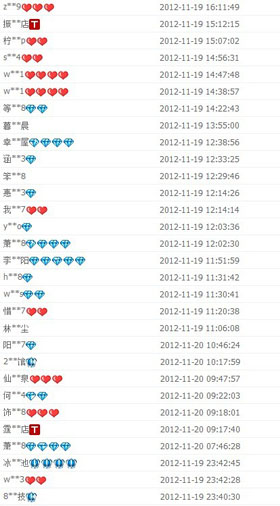 z**9 2012-11-19 16:11:49
振**店 T 2012-11-19 15:12:15
柠**p 2012-11-19 15:07:02
s**4 2012-11-19 14:56:31
w**1 2012-11-19 14:47:48
w**1 2012-11-19 14:38:57
等**8 2012-11-19 14:22:43
**晨 2012-11-19 13:55:00
幸**屋 2012-11-19 12:38:56
涵**3 2012-11-19 12:33:25
笨**8 2012-11-19 12:29:46
惠**3 2012-11-19 12:14:26
我**7 2012-11-19 12:14:14
y**o 2012-11-19 12:03:36
萧**8 2012-11-19 12:02:30
李**阳 2012-11-19 11:51:59
h**8 2012-11-19 11:31:42
w**s 2012-11-19 11:30:41
惜**7 2012-11-19 11:20:38
林**尘 2012-11-19 11:06:08
阳**7 2012-11-20 10:46:24
2**馆 2012-11-20 10:17:59
仙**泉 2012-11-20 09:47:57
何**4 2012-11-20 09:22:03
饰**8 2012-11-20 09:18:01
**店 T 2012-11-20 09:17:40
萧**8 2012-11-20 07:46:28
冰**池 2012-11-19 23:42:45
w**3 2012-11-19 23:42:28
8**技 2012-11-19 23:40:30